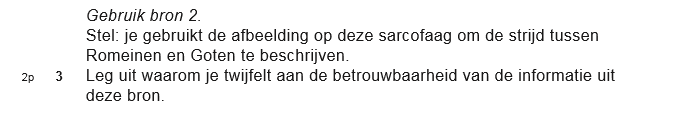 Gebruik bron 2.
Stel: je gebruikt de afbeelding op deze sarcofaag om de strijd tussen
Romeinen en Goten te beschrijven.
2p 3 Leg uit waarom je twijfelt aan de betrouwbaarheid van de informatie uit
deze bron.